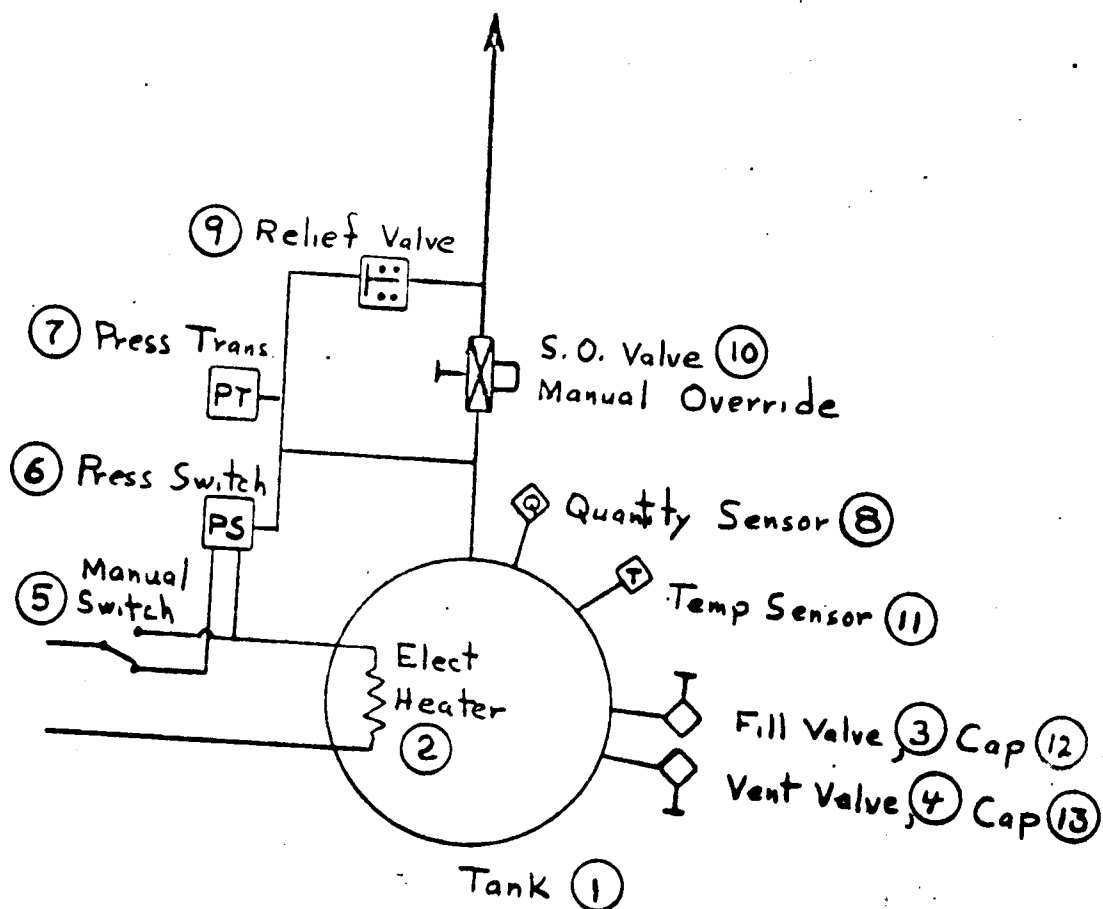 ⑨ Relief Valve
⑦ Press Trans.
PT
S.O. Valve ⑩
Manual Override
⑥ Press Switch
PS
Q Quantity Sensor ⑧
T
Temp Sensor ⑪
Manual
⑤ Switch
Elect
Heater
②
Fill Valve, ③ Cap ⑫
Vent Valve, ④ Cap ⑬
Tank ①